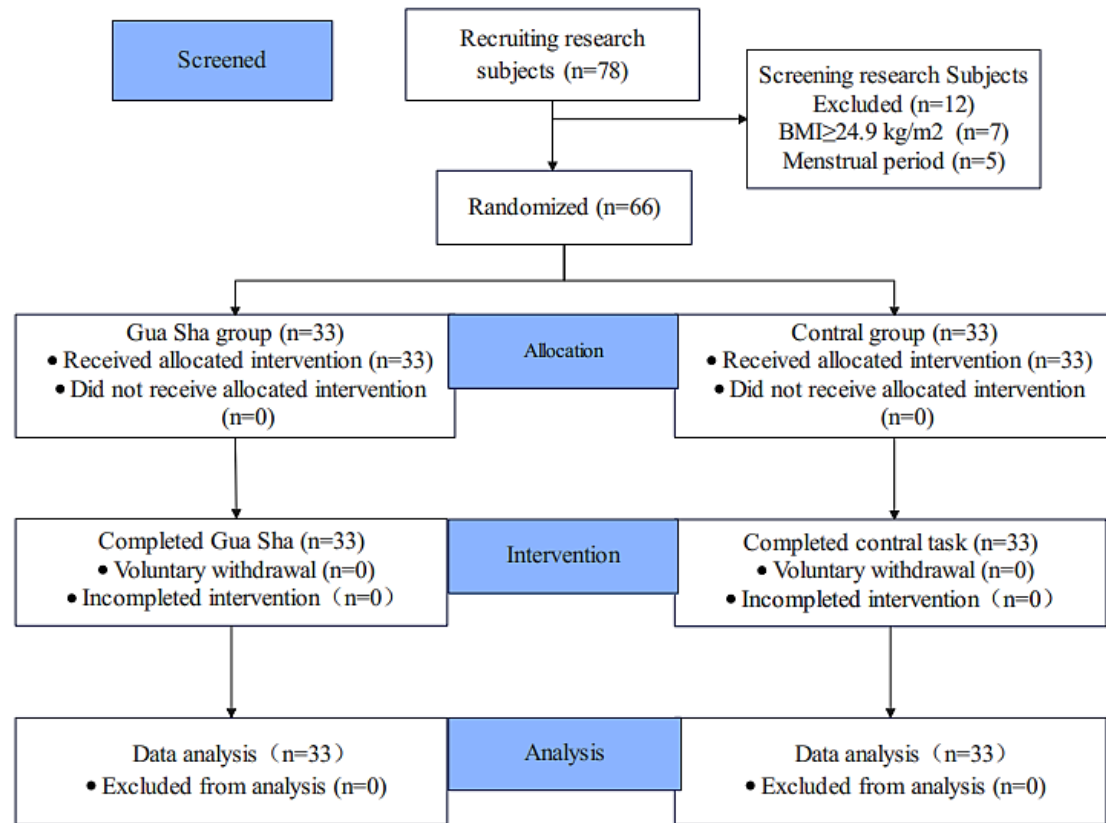 Screened
Recruiting research
subjects (n=78)
Screening research Subjects
Excluded (n=12)
BMI≥24.9 kg/m2 (n=7)
Menstrual period (n=5)
Randomized (n=66)
Gua Sha group (n=33)
● Received allocated intervention (n=33)
● Did not receive allocated intervention
(n=0)
Allocation
Contral group (n=33)
● Received allocated intervention (n=33)
● Did not receive allocated intervention
(n=0)
Completed Gua Sha (n=33)
● Voluntary withdrawal (n=0)
● Incompleted intervention（n=0）
Intervention
Completed contral task (n=33)
● Voluntary withdrawal (n=0)
● Incompleted intervention（n=0）
Data analysis（n=33）
● Excluded from analysis (n=0)
Analysis
Data analysis（n=33）
● Excluded from analysis (n=0)